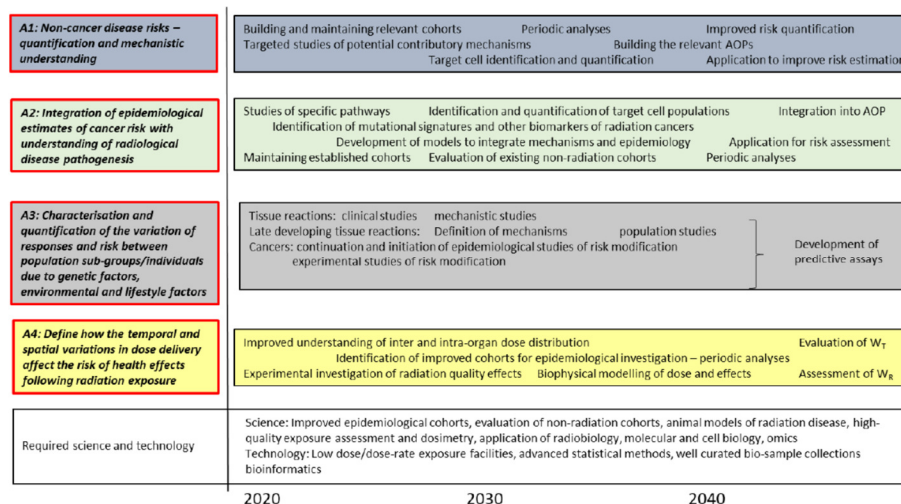 A1: Non-cancer disease risks –
quantification and mechanistic
understanding
Building and maintaining relevant cohorts Periodic analyses Improved risk quantification
Targeted studies of potential contributory mechanisms Building the relevant AOPs
Target cell identification and quantification Application to improve risk estimation
A2: Integration of epidemiological
estimates of cancer risk with
understanding of radiological
disease pathogenesis
Studies of specific pathways Identification and quantification of target cell populations Integration into AOP
Identification of mutational signatures and other biomarkers of radiation cancers
Development of models to integrate mechanisms and epidemiology Application for risk assessment
Maintaining established cohorts Evaluation of existing non-radiation cohorts Periodic analyses
A3: Characterisation and
quantification of the variation of
responses and risk between
population sub-groups/individuals
due to genetic factors,
environmental and lifestyle factors
Tissue reactions: clinical studies mechanistic studies
Late developing tissue reactions: Definition of mechanisms population studies
Cancers: continuation and initiation of epidemiological studies of risk modification
experimental studies of risk modification
Development of
predictive assays
A4: Define how the temporal and
spatial variations in dose delivery
affect the risk of health effects
following radiation exposure
Improved understanding of inter and intra-organ dose distribution Evaluation of W_T
Identification of improved cohorts for epidemiological investigation – periodic analyses
Experimental investigation of radiation quality effects Biophysical modelling of dose and effects Assessment of W_R
Required science and technology
Science: Improved epidemiological cohorts, evaluation of non-radiation cohorts, animal models of radiation disease, high-
quality exposure assessment and dosimetry, application of radiobiology, molecular and cell biology, omics
Technology: Low dose/dose-rate exposure facilities, advanced statistical methods, well curated bio-sample collections
bioinformatics
2020 2030 2040